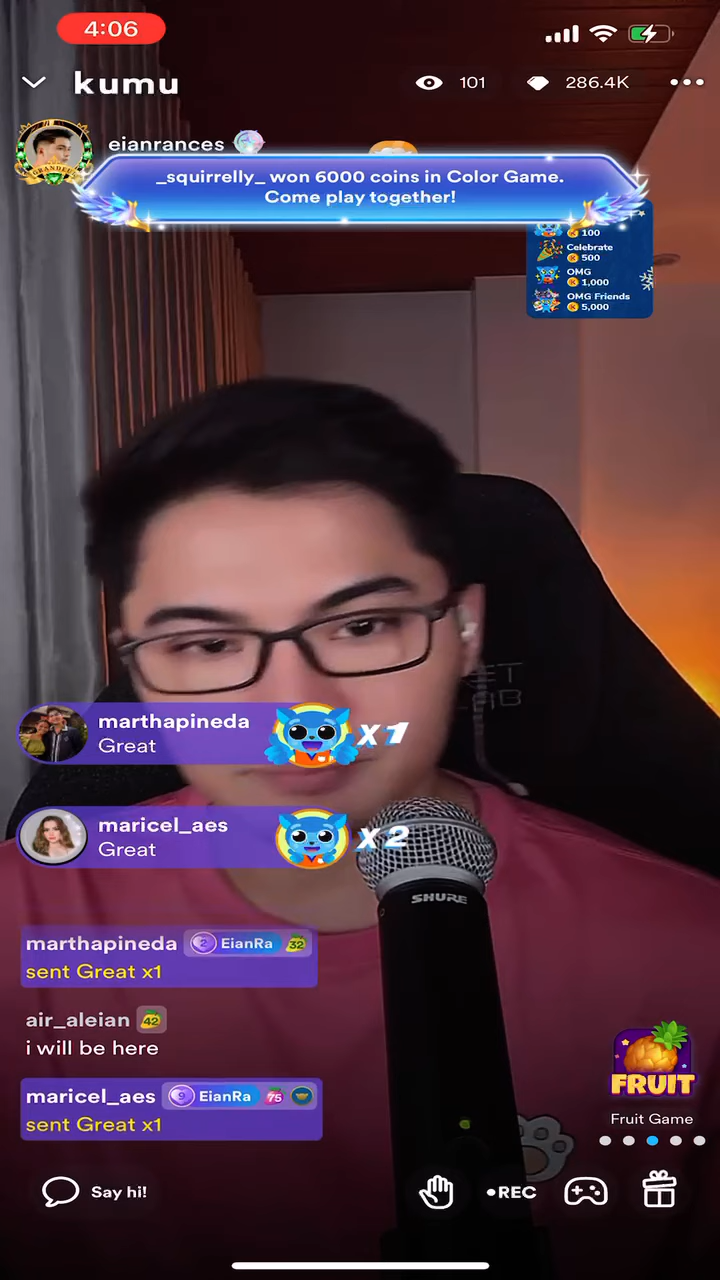 4:06
kumu
101
286.4K
eianrances
GRANDEUR
_squirrelly_ won 6000 coins in Color Game.
Come play together!
100
Celebrate
500
OMG
1,000
OMG Friends
5,000
marthapineda
Great
x1
maricel_aes
Great
x2
SHURE
marthapineda 2 EianRa 32
sent Great x1
air_aleian 42
i will be here
maricel_aes 9 EianRa 75
sent Great x1
FRUIT
Fruit Game
Say hi!
•REC